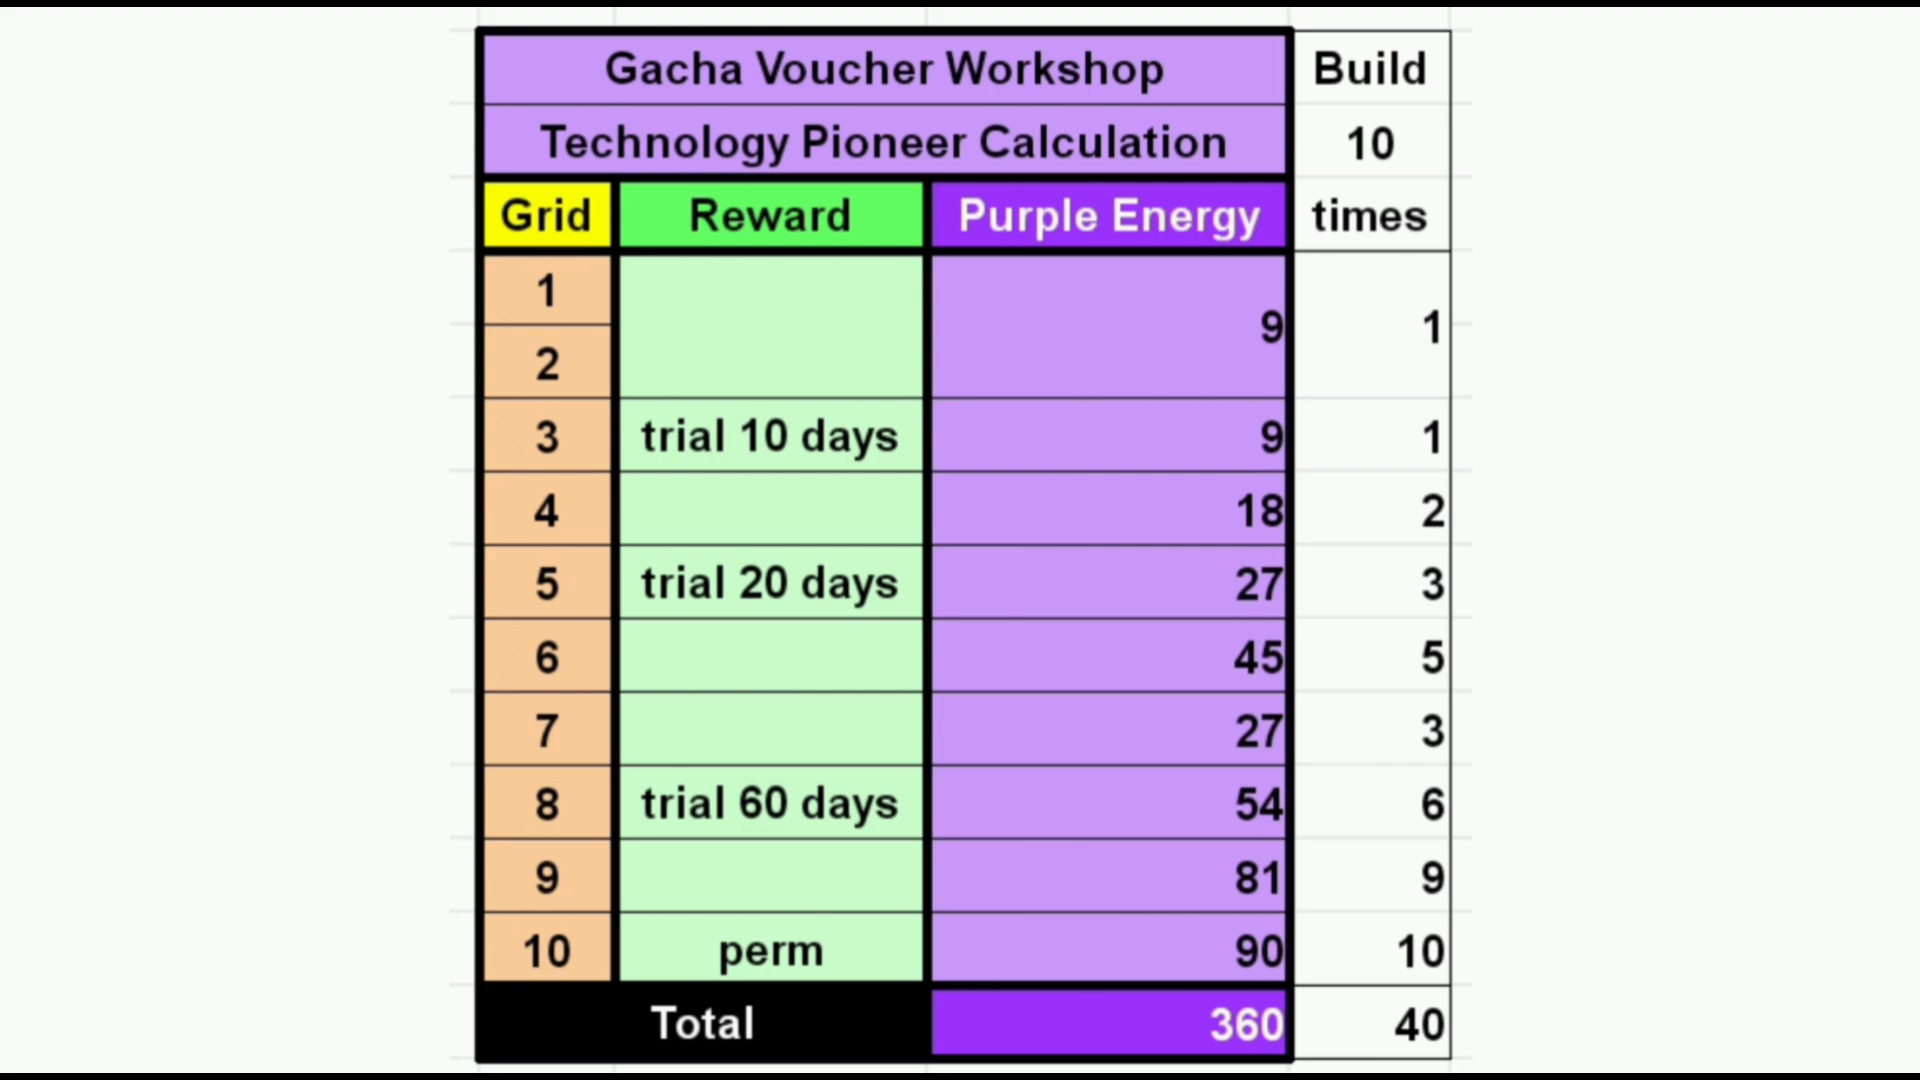 Gacha Voucher Workshop Build
Technology Pioneer Calculation 10
Grid Reward Purple Energy times
1
9 1
2
3 trial 10 days 9 1
4 18 2
5 trial 20 days 27 3
6 45 5
7 27 3
8 trial 60 days 54 6
9 81 9
10 perm 90 10
Total 360 40